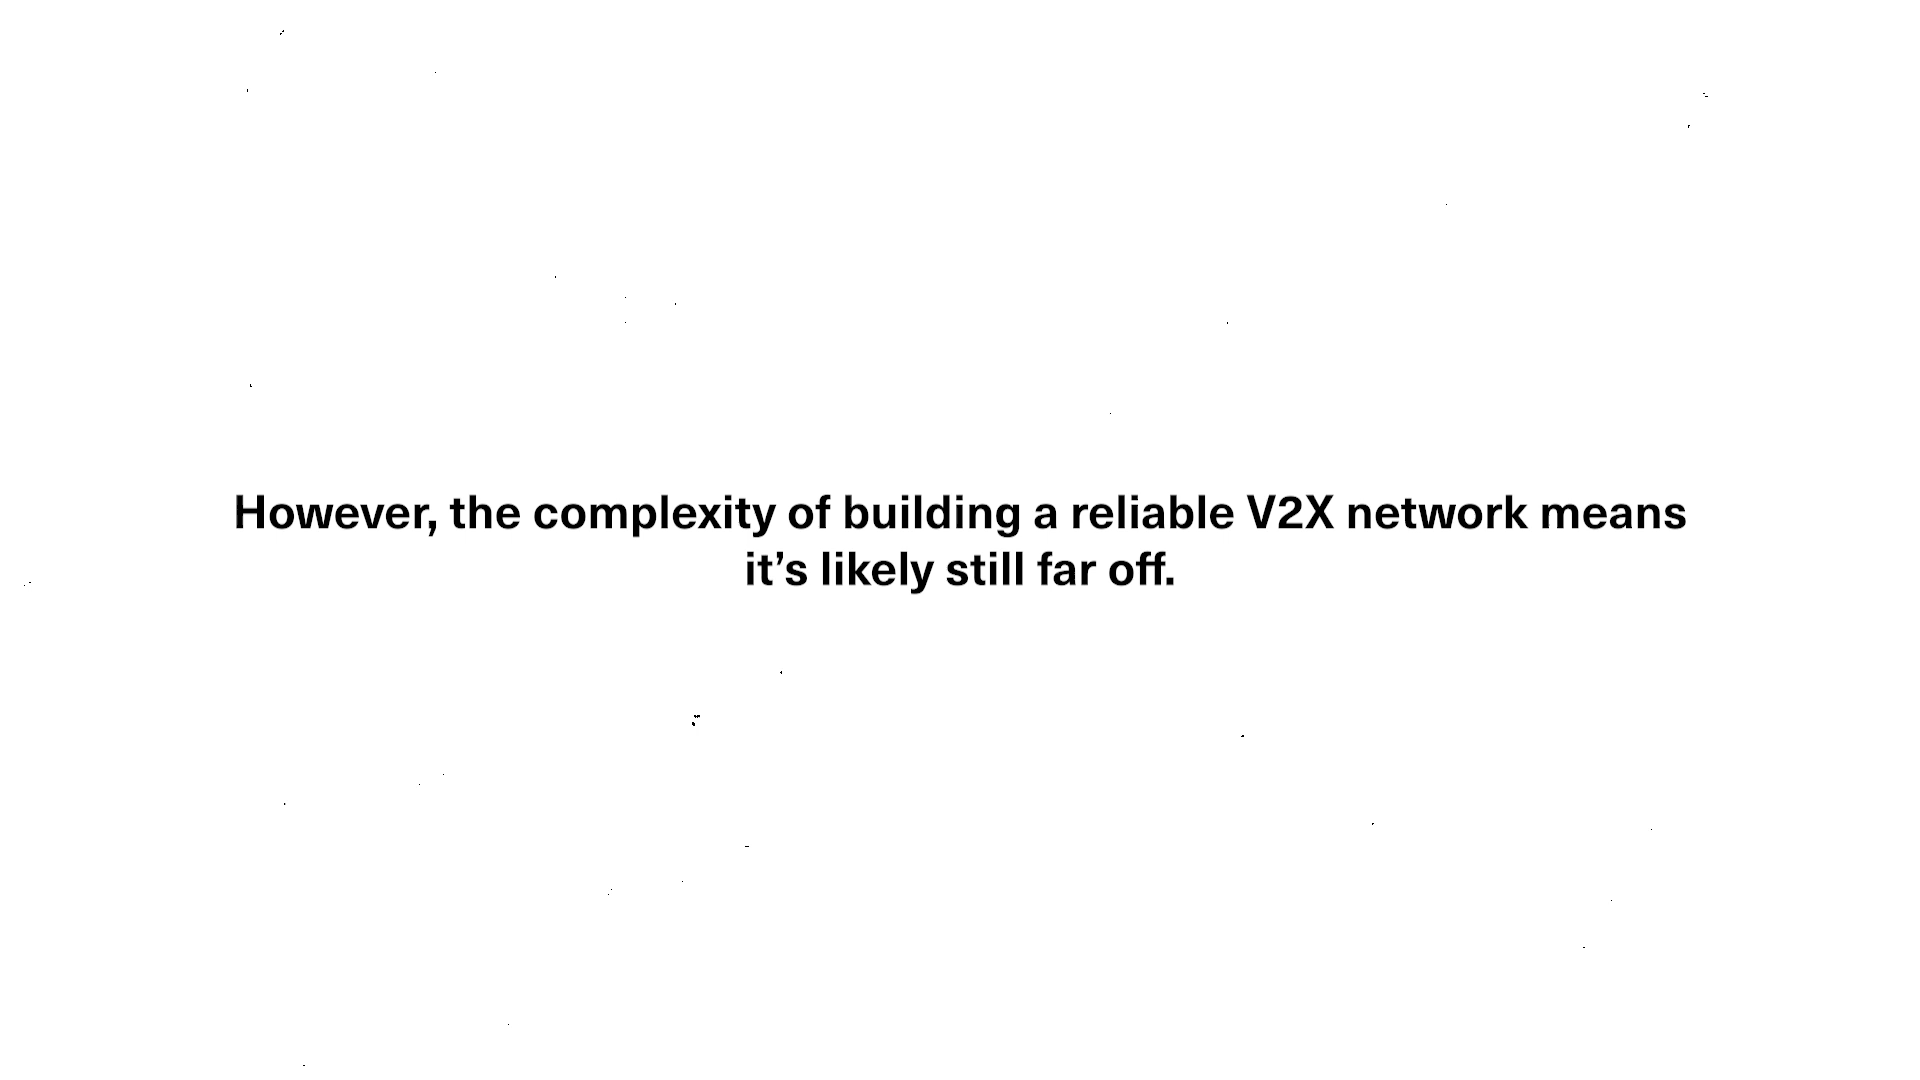 However, the complexity of building a reliable V2X network means
it’s likely still far off.